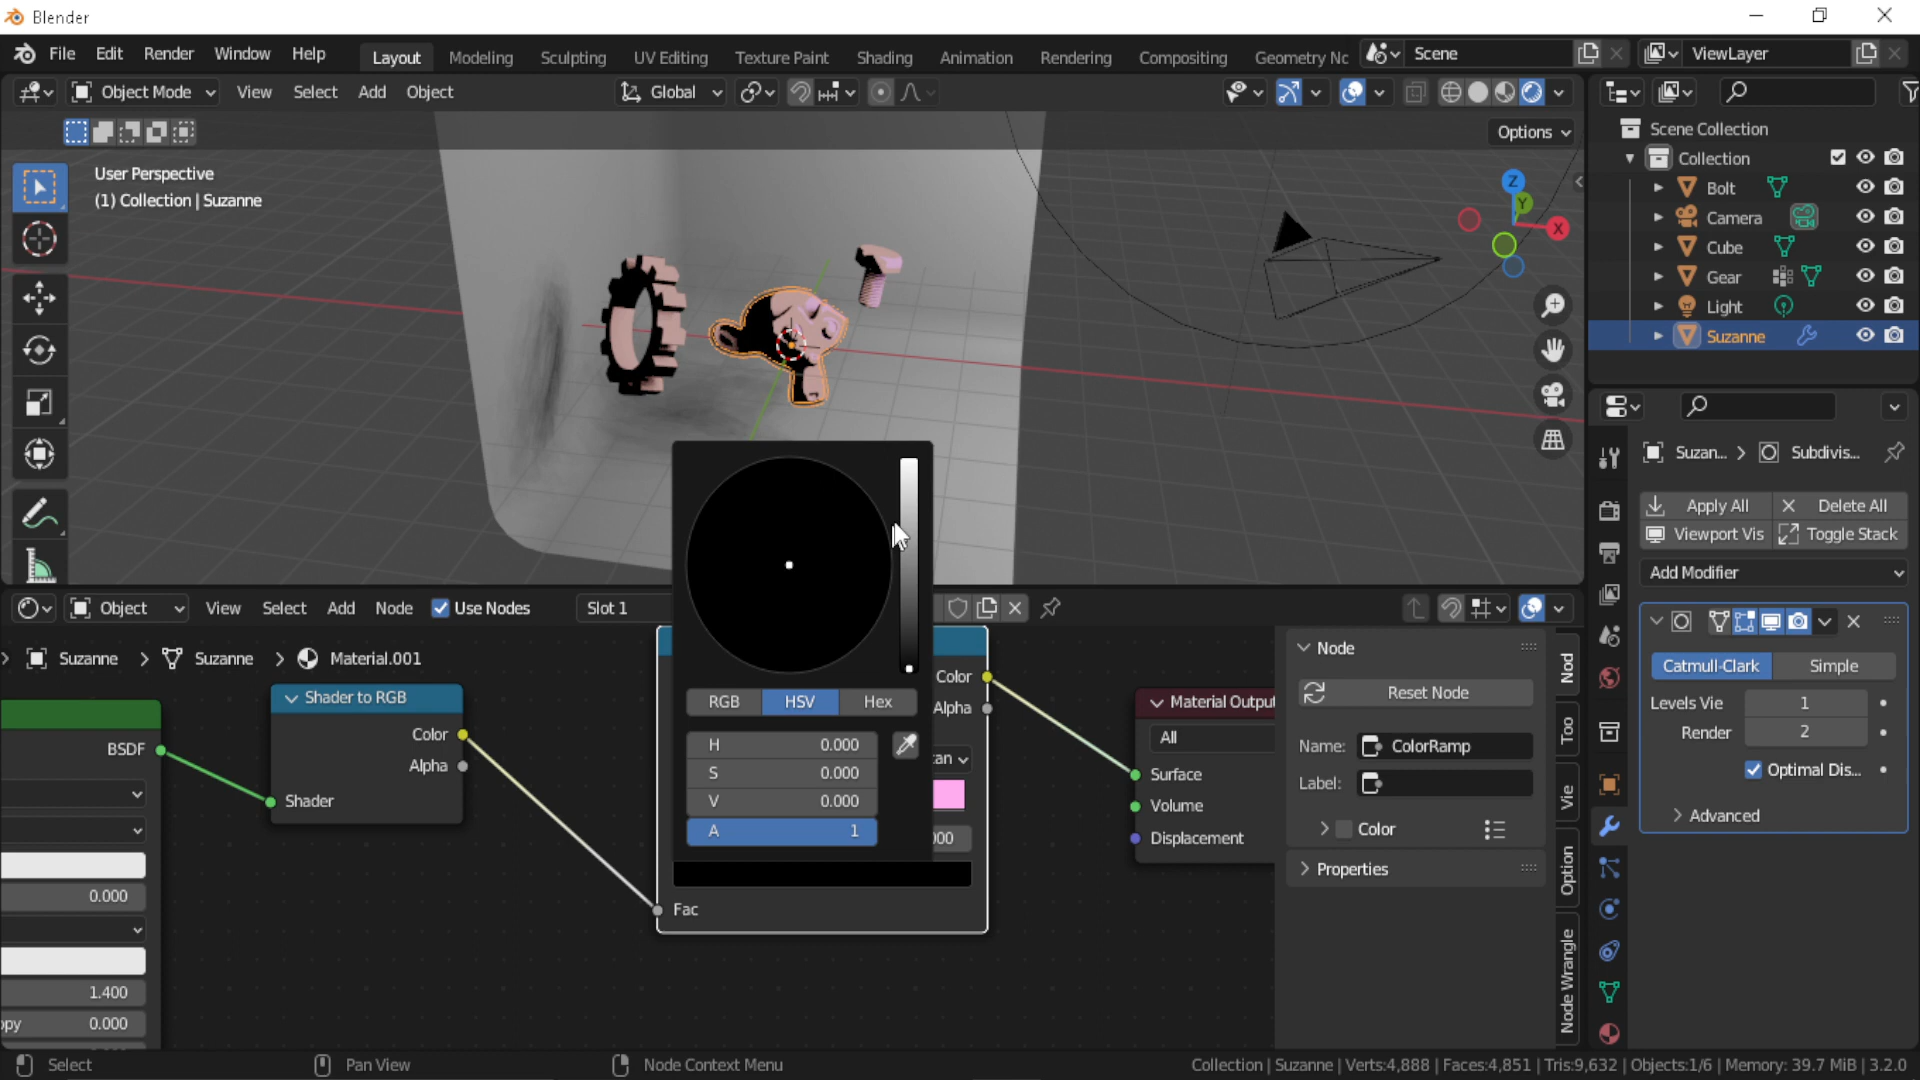 Blender
File Edit Render Window Help Layout Modeling Sculpting UV Editing Texture Paint Shading Animation Rendering Compositing Geometry Nc Scene ViewLayer
Object Mode View Select Add Object Global
Options
User Perspective
(1) Collection | Suzanne
Z
Y
X
Scene Collection
Collection
Bolt
Camera
Cube
Gear
Light
Suzanne
Suzan... > Subdivis...
Apply All Delete All
Viewport Vis Toggle Stack
Add Modifier
Catmull-Clark Simple
Levels Vie 1
Render 2
Optimal Dis...
Advanced
Object View Select Add Node Use Nodes Slot 1
Suzanne > Suzanne > Material.001
BSDF
0.000
1.400
opy 0.000
Shader to RGB
Color
Alpha
Shader
RGB HSV Hex
H 0.000
S 0.000
V 0.000
A 1
Color
Alpha
Fac
Material Output
All
Surface
Volume
Displacement
Node
Reset Node
Name: ColorRamp
Label:
Color
Properties
Nod
Too
Vie
Option
Node Wrangle
Select Pan View Node Context Menu
Collection | Suzanne | Verts:4,888 | Faces:4,851 | Tris:9,632 | Objects:1/6 | Memory: 39.7 MiB | 3.2.0